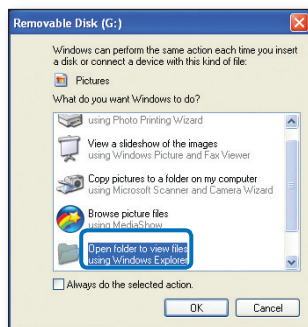 Removable Disk (G:)
Windows can perform the same action each time you insert
a disk or connect a device with this kind of file:
Pictures
What do you want Windows to do?
using Photo Printing Wizard
View a slideshow of the images
using Windows Picture and Fax Viewer
Copy pictures to a folder on my computer
using Microsoft Scanner and Camera Wizard
Browse picture files
using MediaShow
Open folder to view files
using Windows Explorer
Always do the selected action.
OK
Cancel